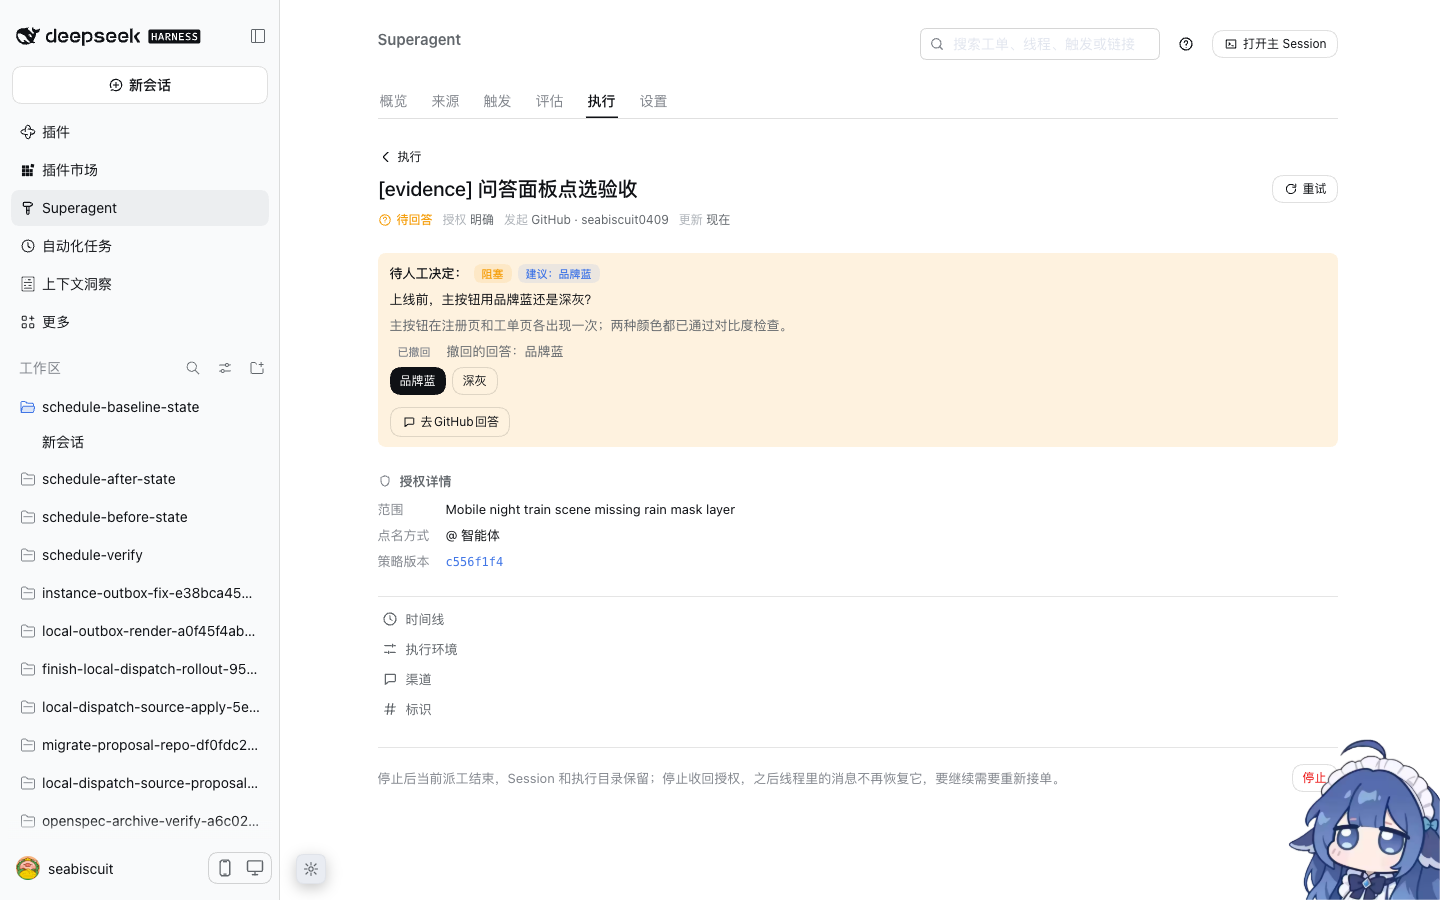 deepseek HARNESS
新会话
插件
插件市场
Superagent
自动化任务
上下文洞察
更多
工作区
schedule-baseline-state
新会话
schedule-after-state
schedule-before-state
schedule-verify
instance-outbox-fix-e38bca45...
local-outbox-render-a0f45f4ab...
finish-local-dispatch-rollout-95...
local-dispatch-source-apply-5e...
migrate-proposal-repo-df0fdc2...
local-dispatch-source-proposal...
openspec-archive-verify-a6c02...
seabiscuit
Superagent
搜索工单、线程、触发或链接
打开主 Session
概览 来源 触发 评估 执行 设置
执行
[evidence] 问答面板点选验收
重试
待回答 授权 明确 发起 GitHub · seabiscuit0409 更新 现在
待人工决定： 阻塞 建议：品牌蓝
上线前，主按钮用品牌蓝还是深灰？
主按钮在注册页和工单页各出现一次；两种颜色都已通过对比度检查。
已撤回 撤回的回答：品牌蓝
品牌蓝 深灰
去GitHub回答
授权详情
范围 Mobile night train scene missing rain mask layer
点名方式 @ 智能体
策略版本 c556f1f4
时间线
执行环境
渠道
标识
停止后当前派工结束，Session 和执行目录保留；停止收回授权，之后线程里的消息不再恢复它，要继续需要重新接单。
停止